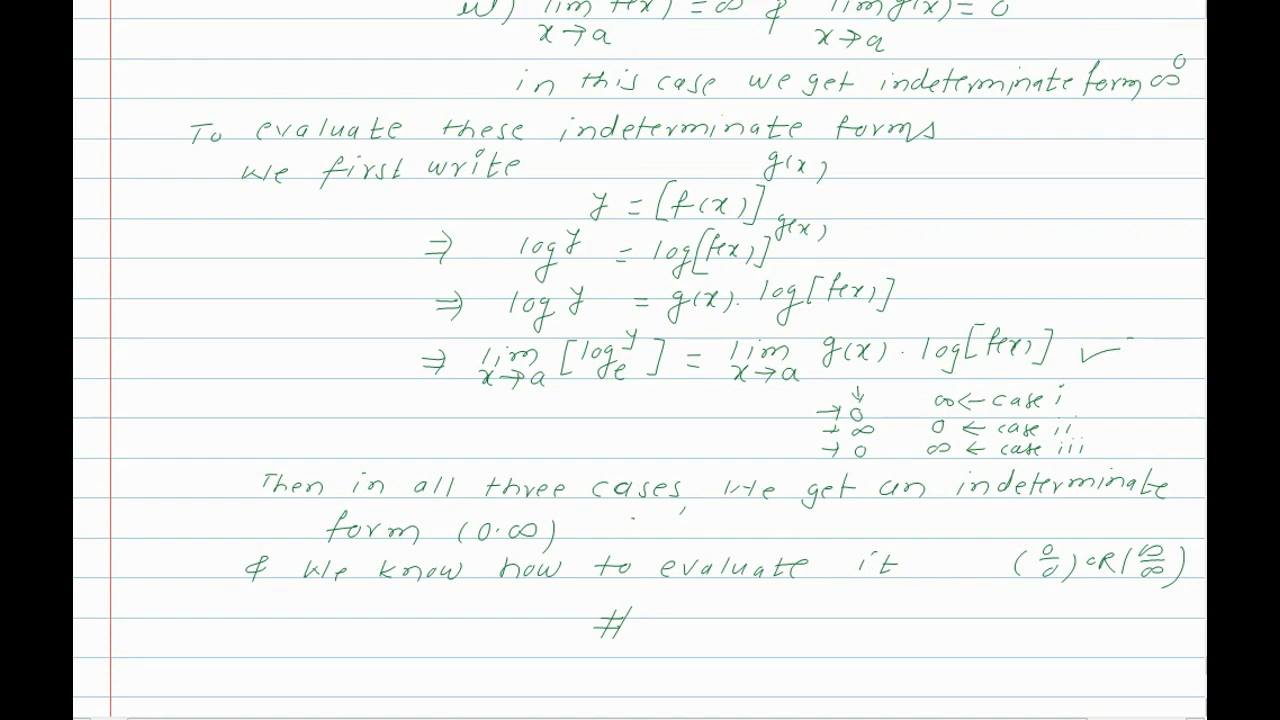 iii) lim f(x) = ∞ & lim g(x) = 0
x→a x→a
in this case we get indeterminate form ∞^0
To evaluate these indeterminate forms
we first write
y = [f(x)]^g(x)
⇒ log y = log[f(x)]^g(x)
⇒ log y = g(x). log[f(x)]
⇒ lim [log_e y] = lim g(x) . log[f(x)] ✓
x→a x→a
↓
→ 0 ∞ ← case i
→ ∞ 0 ← case ii
→ 0 ∞ ← case iii
Then in all three cases, we get an indeterminate
form (0.∞)
& we know how to evaluate it (0/0) OR (∞/∞)
#